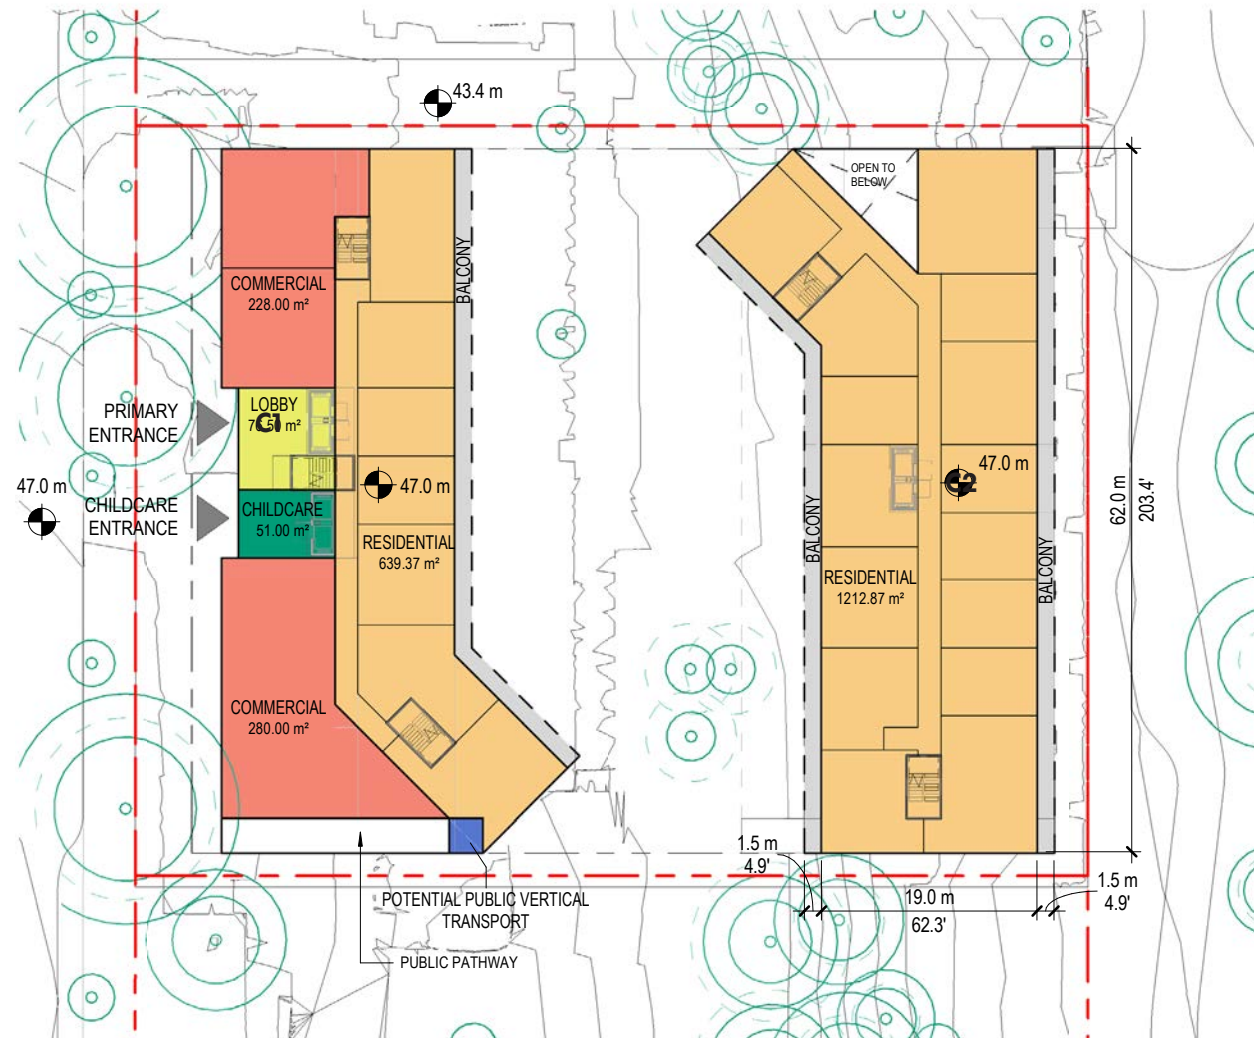 43.4 m
OPEN TO
BELOW
COMMERCIAL
228.00 m²
BALCONY
PRIMARY
ENTRANCE
LOBBY
C1
47.0 m
CHILDCARE
ENTRANCE
CHILDCARE
51.00 m²
47.0 m
RESIDENTIAL
639.37 m²
47.0 m
C2
BALCONY
RESIDENTIAL
1212.87 m²
BALCONY
62.0 m
203.4'
COMMERCIAL
280.00 m²
1.5 m
4.9'
19.0 m
62.3'
1.5 m
4.9'
POTENTIAL PUBLIC VERTICAL
TRANSPORT
PUBLIC PATHWAY